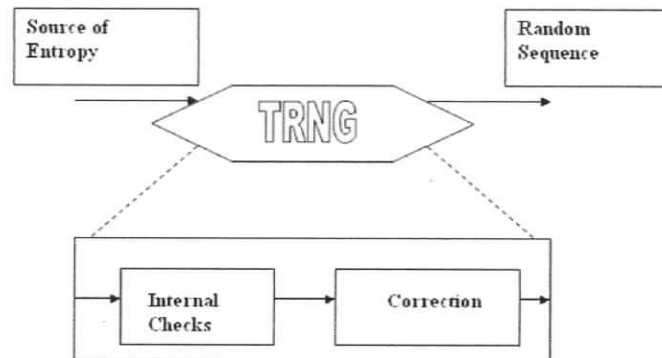 Source of
Entropy
Random
Sequence
TRNG
Internal
Checks
Correction